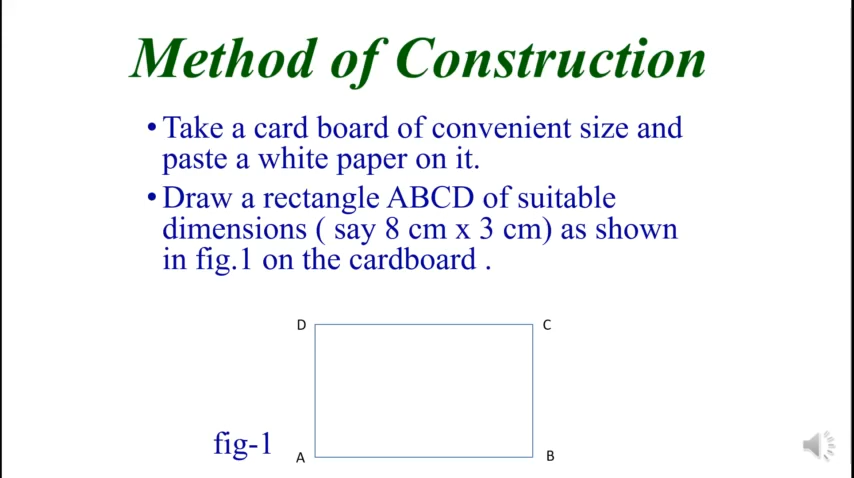 Method of Construction
• Take a card board of convenient size and
paste a white paper on it.
• Draw a rectangle ABCD of suitable
dimensions ( say 8 cm x 3 cm) as shown
in fig.1 on the cardboard .
D C
fig-1 A B